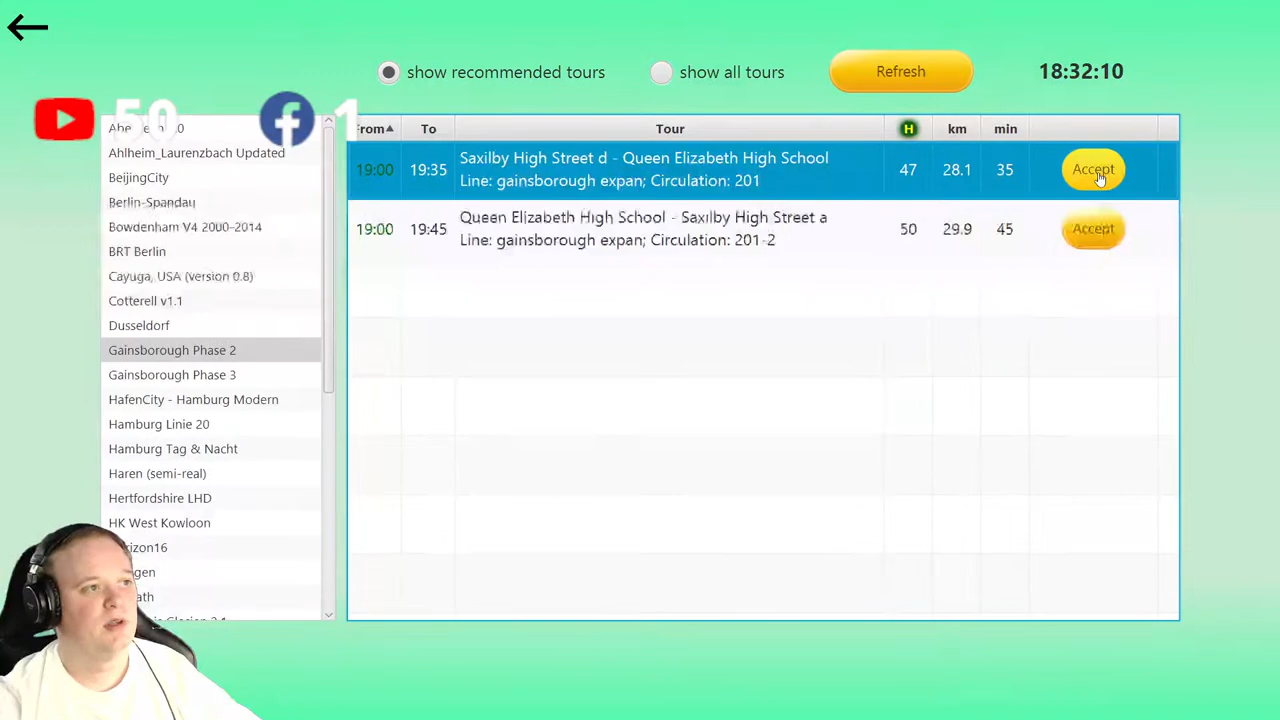 show recommended tours
show all tours
Refresh
18:32:10
50
1
From To Tour H km min
19:00 19:35 Saxilby High Street d - Queen Elizabeth High School 47 28.1 35 Accept
Line: gainsborough expan; Circulation: 201
19:00 19:45 Queen Elizabeth High School - Saxilby High Street a 50 29.9 45 Accept
Line: gainsborough expan; Circulation: 201-2
Ahlheim_Laurenzbach Updated
BeijingCity
Berlin-Spandau
Bowdenham V4 2000-2014
BRT Berlin
Cayuga, USA (version 0.8)
Cotterell v1.1
Dusseldorf
Gainsborough Phase 2
Gainsborough Phase 3
HafenCity - Hamburg Modern
Hamburg Linie 20
Hamburg Tag & Nacht
Haren (semi-real)
Hertfordshire LHD
HK West Kowloon